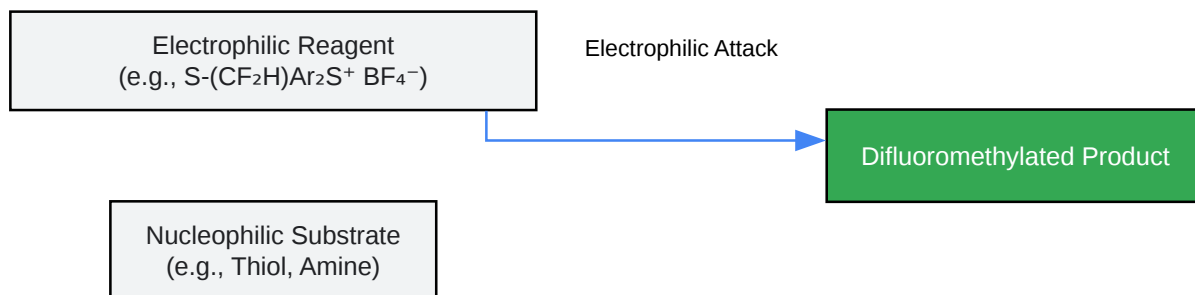 Electrophilic Reagent
(e.g., S-(CF₂H)Ar₂S⁺ BF₄⁻)
Electrophilic Attack
Difluoromethylated Product
Nucleophilic Substrate
(e.g., Thiol, Amine)